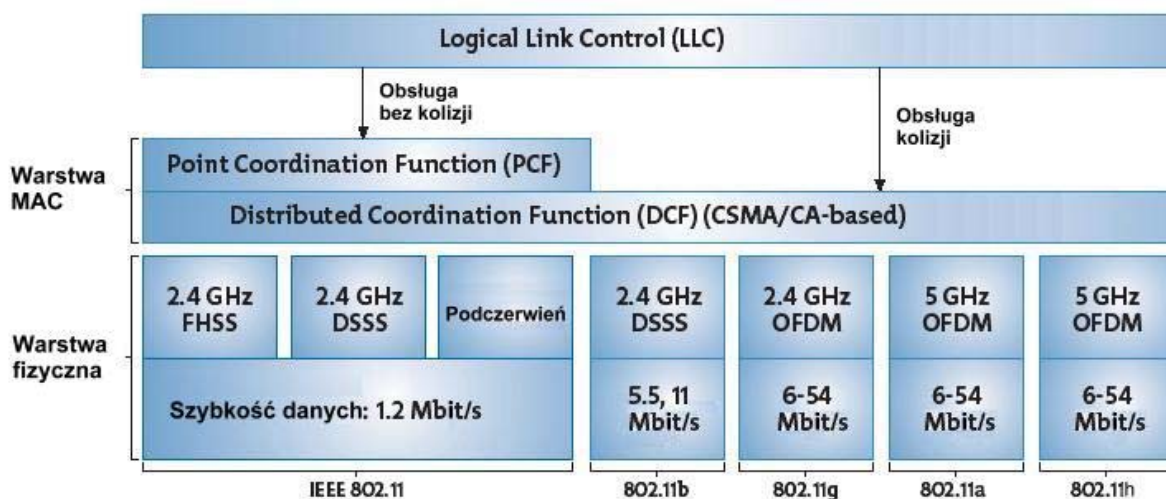 Logical Link Control (LLC)
Obsługa
bez kolizji
Obsługa
kolizji
Warstwa
MAC
Point Coordination Function (PCF)
Distributed Coordination Function (DCF) (CSMA/CA-based)
Warstwa
fizyczna
2.4 GHz
FHSS
2.4 GHz
DSSS
Podczerwień
2.4 GHz
DSSS
2.4 GHz
OFDM
5 GHz
OFDM
5 GHz
OFDM
Szybkość danych: 1.2 Mbit/s
5.5, 11
Mbit/s
6-54
Mbit/s
6-54
Mbit/s
6-54
Mbit/s
IEEE 802.11
802.11b
802.11g
802.11a
802.11h